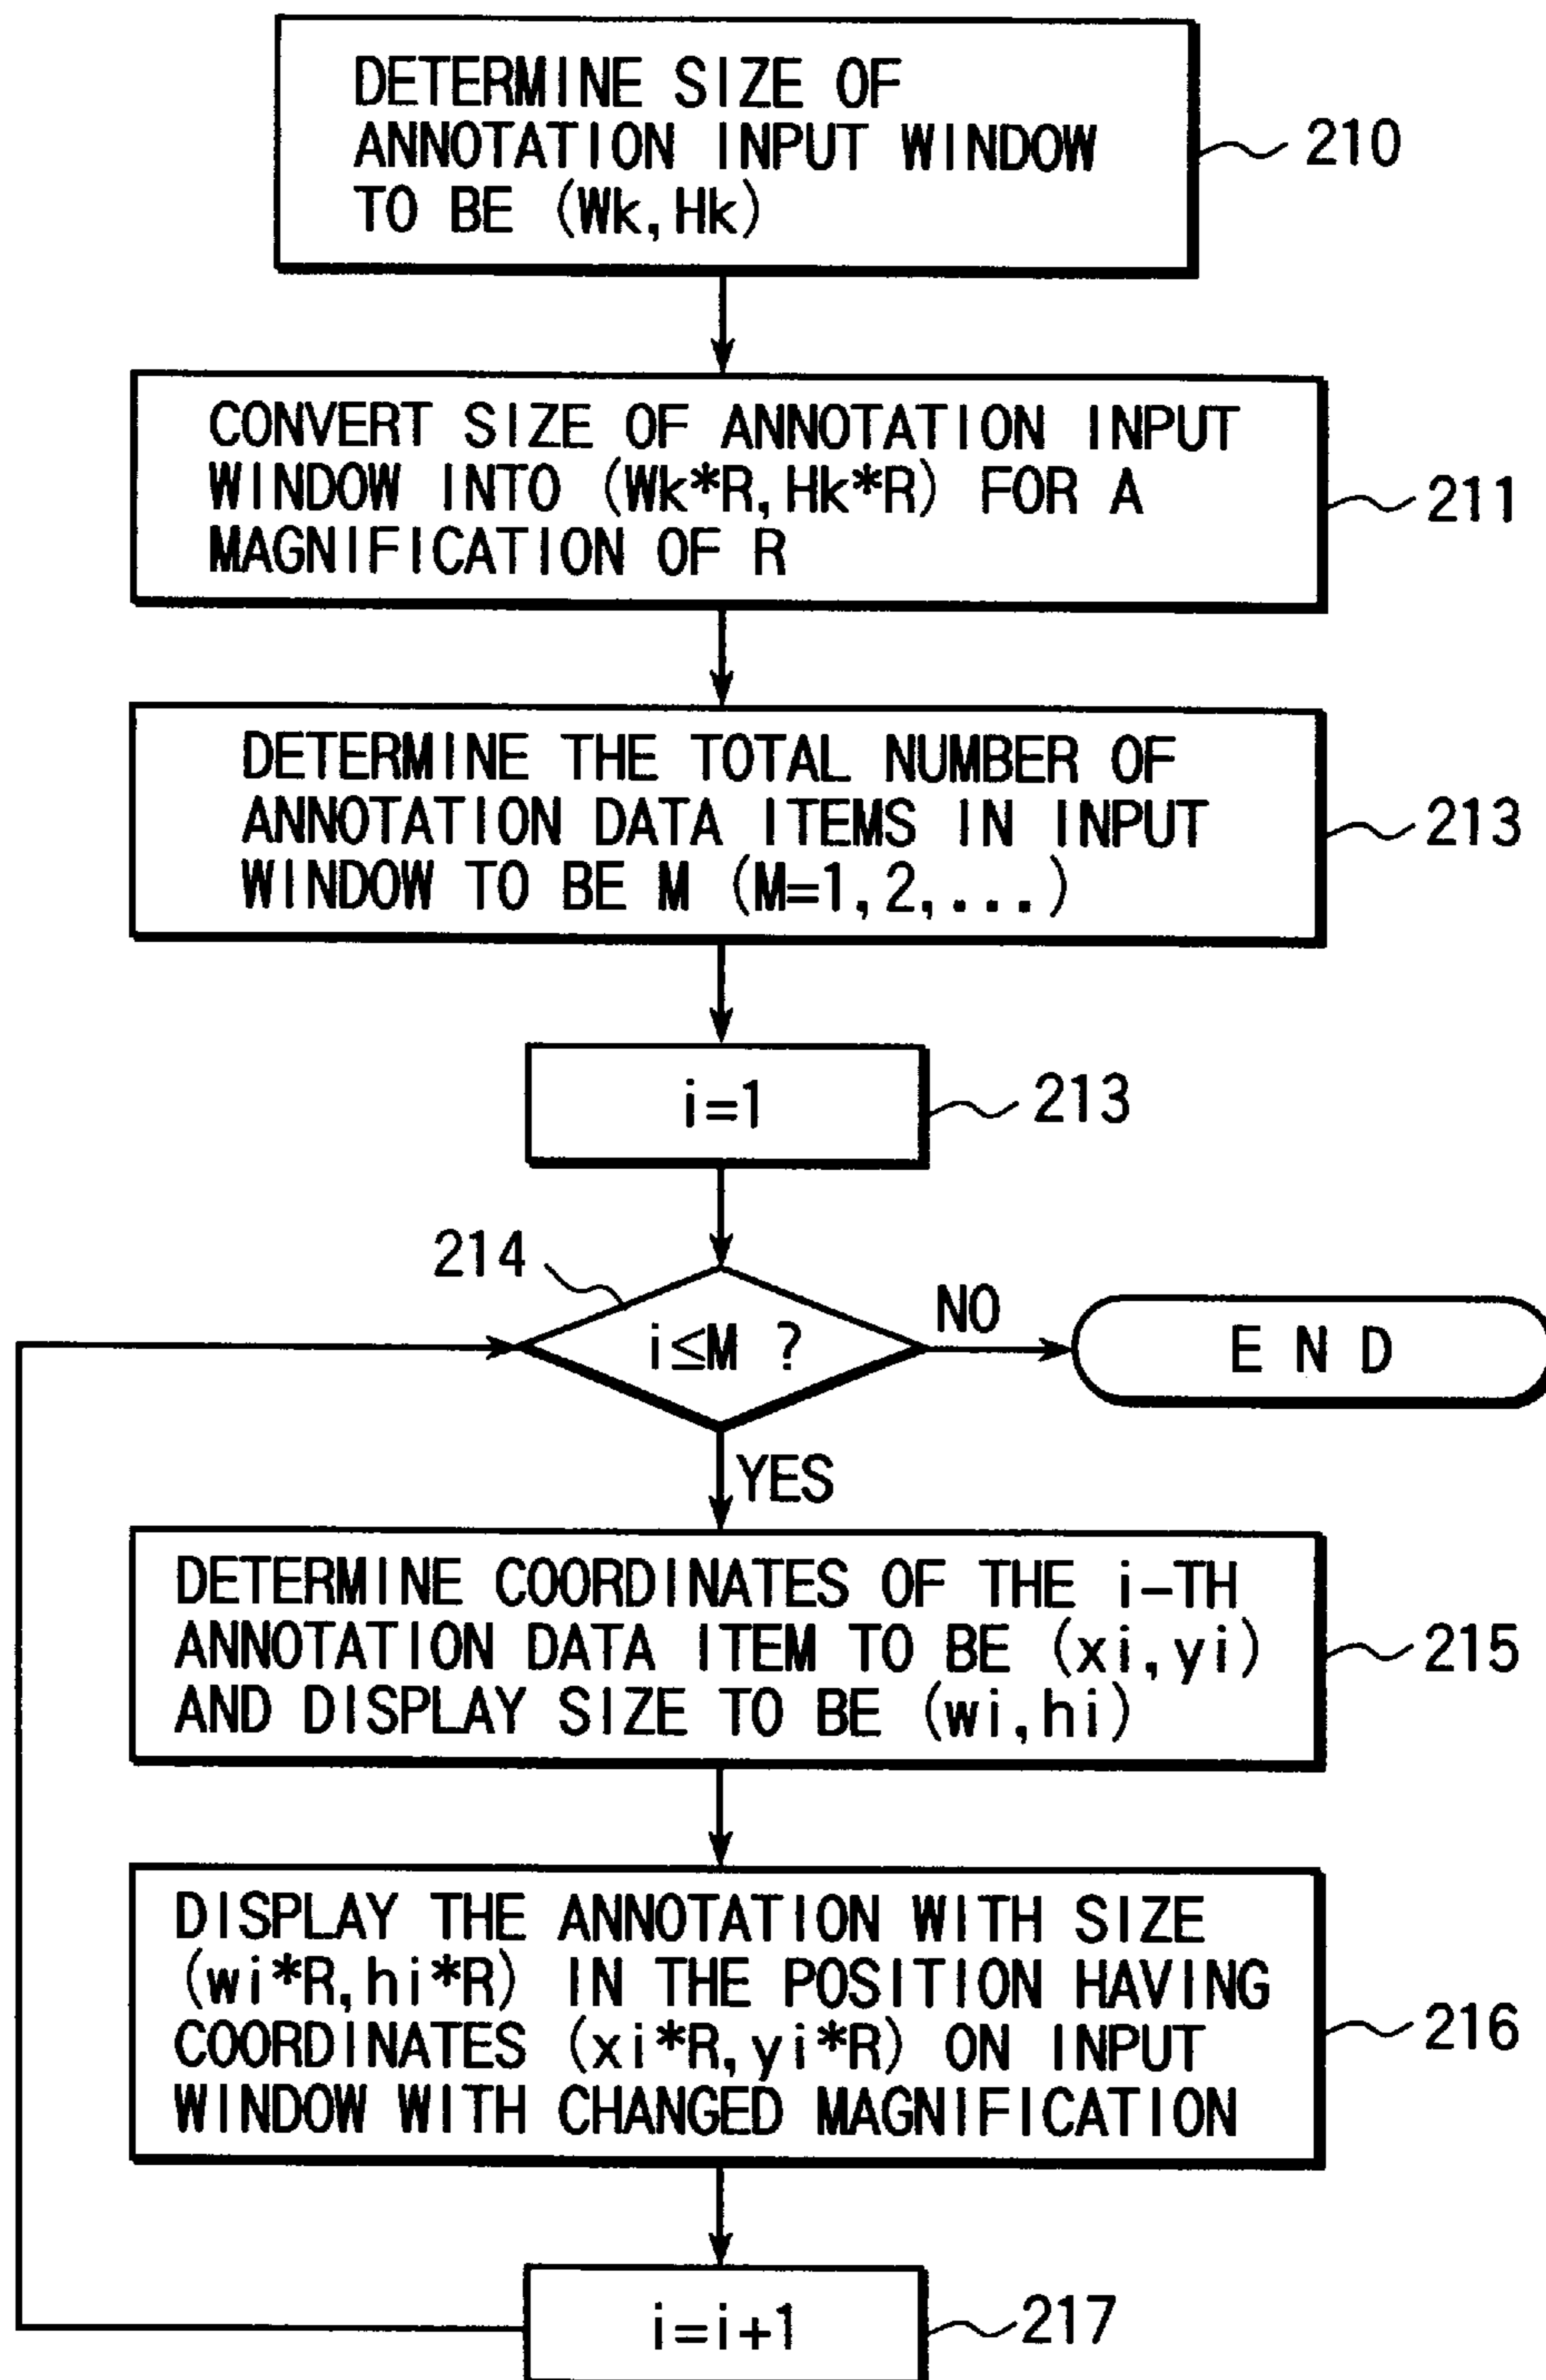 DETERMINE SIZE OF
ANNOTATION INPUT WINDOW
TO BE (Wk,Hk)
210
CONVERT SIZE OF ANNOTATION INPUT
WINDOW INTO (Wk*R,Hk*R) FOR A
MAGNIFICATION OF R
211
DETERMINE THE TOTAL NUMBER OF
ANNOTATION DATA ITEMS IN INPUT
WINDOW TO BE M (M=1,2,...)
213
i=1
213
214
i≤M ?
NO
END
YES
DETERMINE COORDINATES OF THE i-TH
ANNOTATION DATA ITEM TO BE (xi,yi)
AND DISPLAY SIZE TO BE (wi,hi)
215
DISPLAY THE ANNOTATION WITH SIZE
(wi*R,hi*R) IN THE POSITION HAVING
COORDINATES (xi*R,yi*R) ON INPUT
WINDOW WITH CHANGED MAGNIFICATION
216
i=i+1
217